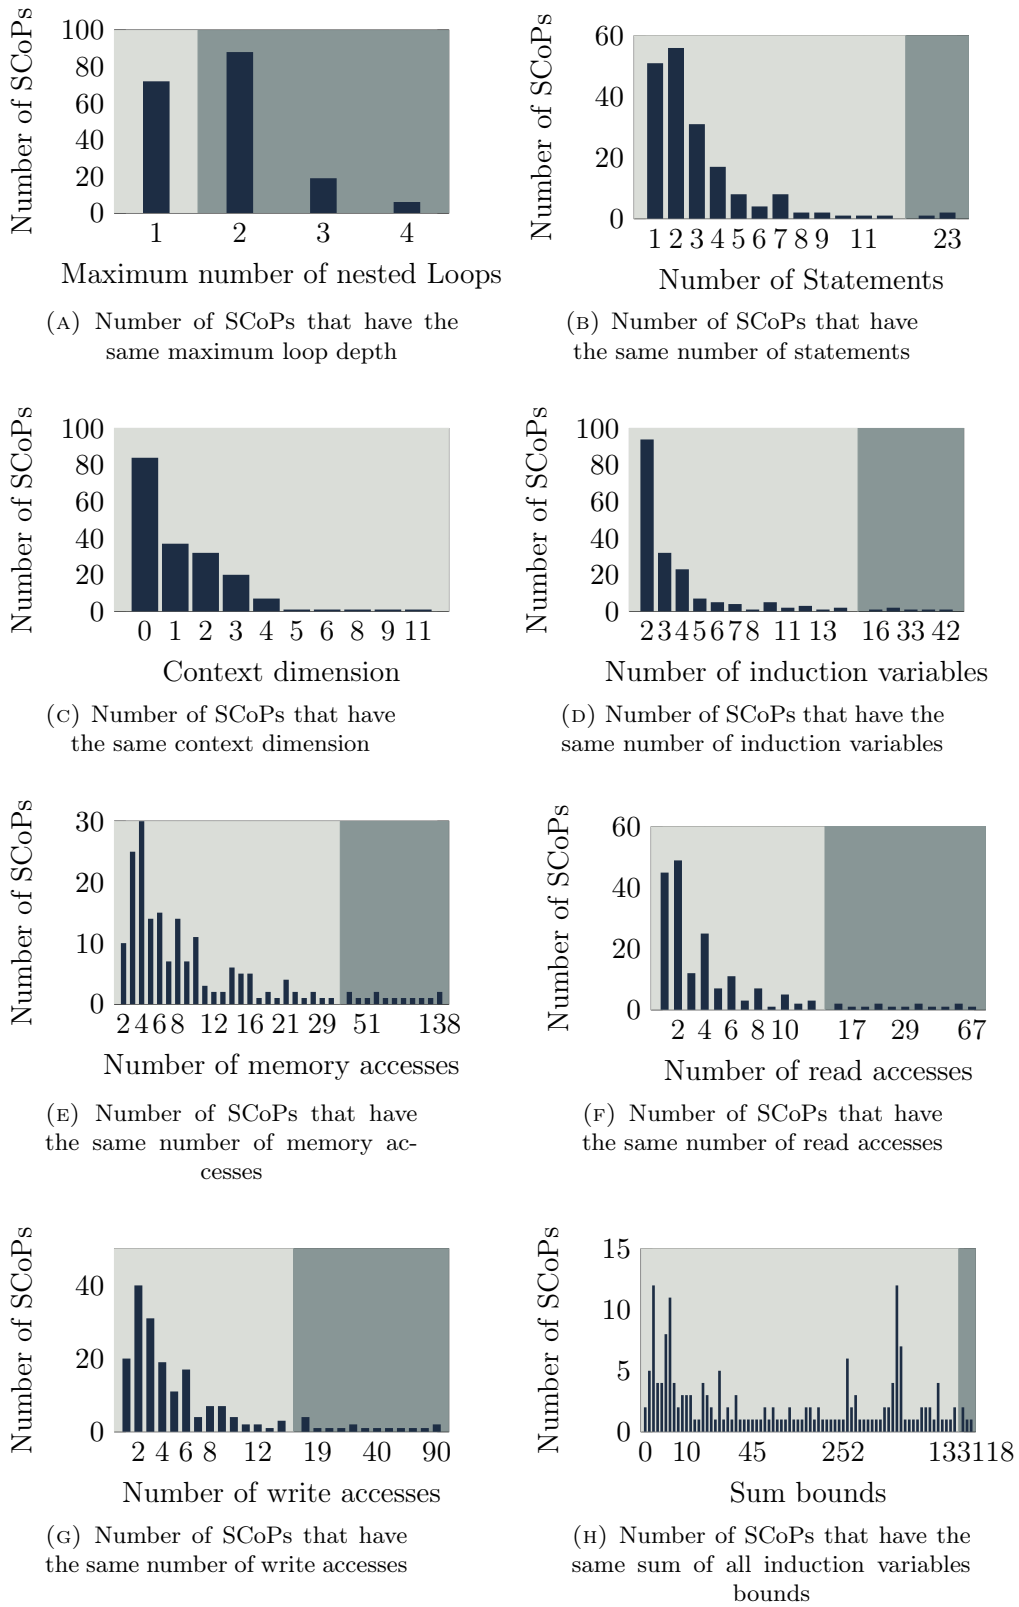 Number of SCoPs
100
80
60
40
20
0
1 2 3 4
Maximum number of nested Loops
(A) Number of SCoPs that have the
same maximum loop depth
Number of SCoPs
60
40
20
0
1 2 3 4 5 6 7 8 9 11 23
Number of Statements
(B) Number of SCoPs that have
the same number of statements
Number of SCoPs
100
80
60
40
20
0
0 1 2 3 4 5 6 8 9 11
Context dimension
(C) Number of SCoPs that have
the same context dimension
Number of SCoPs
100
80
60
40
20
0
2 3 4 5 6 7 8 11 13 16 33 42
Number of induction variables
(D) Number of SCoPs that have the
same number of induction variables
Number of SCoPs
30
20
10
0
2 4 6 8 12 16 21 29 51 138
Number of memory accesses
(E) Number of SCoPs that have
the same number of memory ac-
cesses
Number of SCoPs
60
40
20
0
2 4 6 8 10 17 29 67
Number of read accesses
(F) Number of SCoPs that have
the same number of read accesses
Number of SCoPs
40
20
0
2 4 6 8 12 19 40 90
Number of write accesses
(G) Number of SCoPs that have
the same number of write accesses
Number of SCoPs
15
10
5
0
0 10 45 252 133118
Sum bounds
(H) Number of SCoPs that have the
same sum of all induction variables
bounds